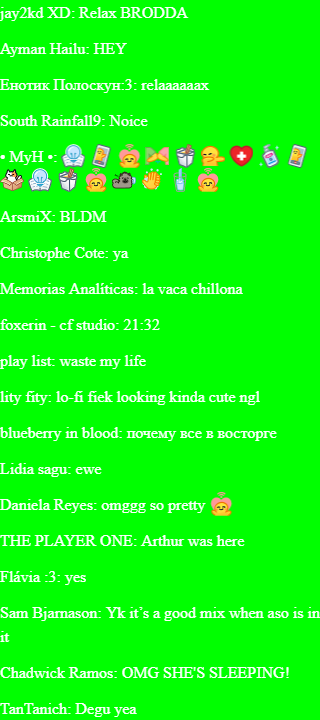 jay2kd XD: Relax BRODDA
Ayman Hailu: HEY
Енотик Полоскун:3: relaaaaaax
South Rainfall9: Noice
• MyH •:
ArsmiX: BLDM
Christophe Cote: ya
Memorias Analíticas: la vaca chillona
foxerin - cf studio: 21:32
play list: waste my life
lity fity: lo-fi fiek looking kinda cute ngl
blueberry in blood: почему все в восторге
Lidia sagu: ewe
Daniela Reyes: omggg so pretty
THE PLAYER ONE: Arthur was here
Flávia :3: yes
Sam Bjarnason: Yk it's a good mix when aso is in
it
Chadwick Ramos: OMG SHE'S SLEEPING!
TanTanich: Degu yea